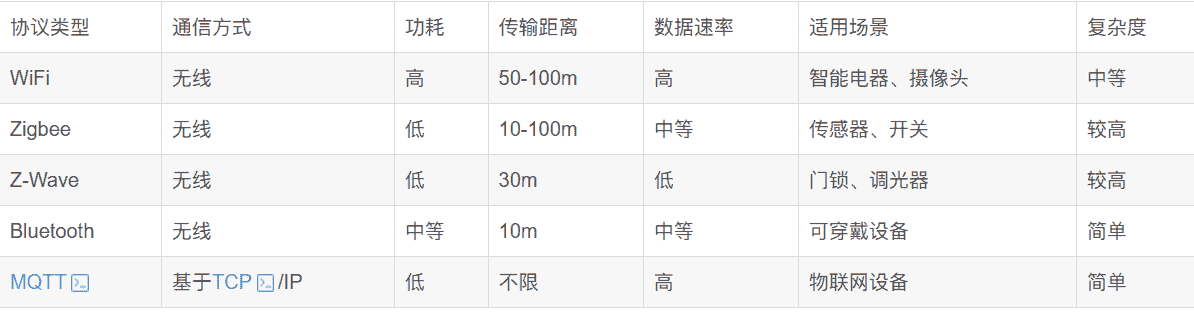 协议类型 通信方式 功耗 传输距离 数据速率 适用场景 复杂度
WiFi 无线 高 50-100m 高 智能电器、摄像头 中等
Zigbee 无线 低 10-100m 中等 传感器、开关 较高
Z-Wave 无线 低 30m 低 门锁、调光器 较高
Bluetooth 无线 中等 10m 中等 可穿戴设备 简单
MQTT 基于TCP/IP 低 不限 高 物联网设备 简单